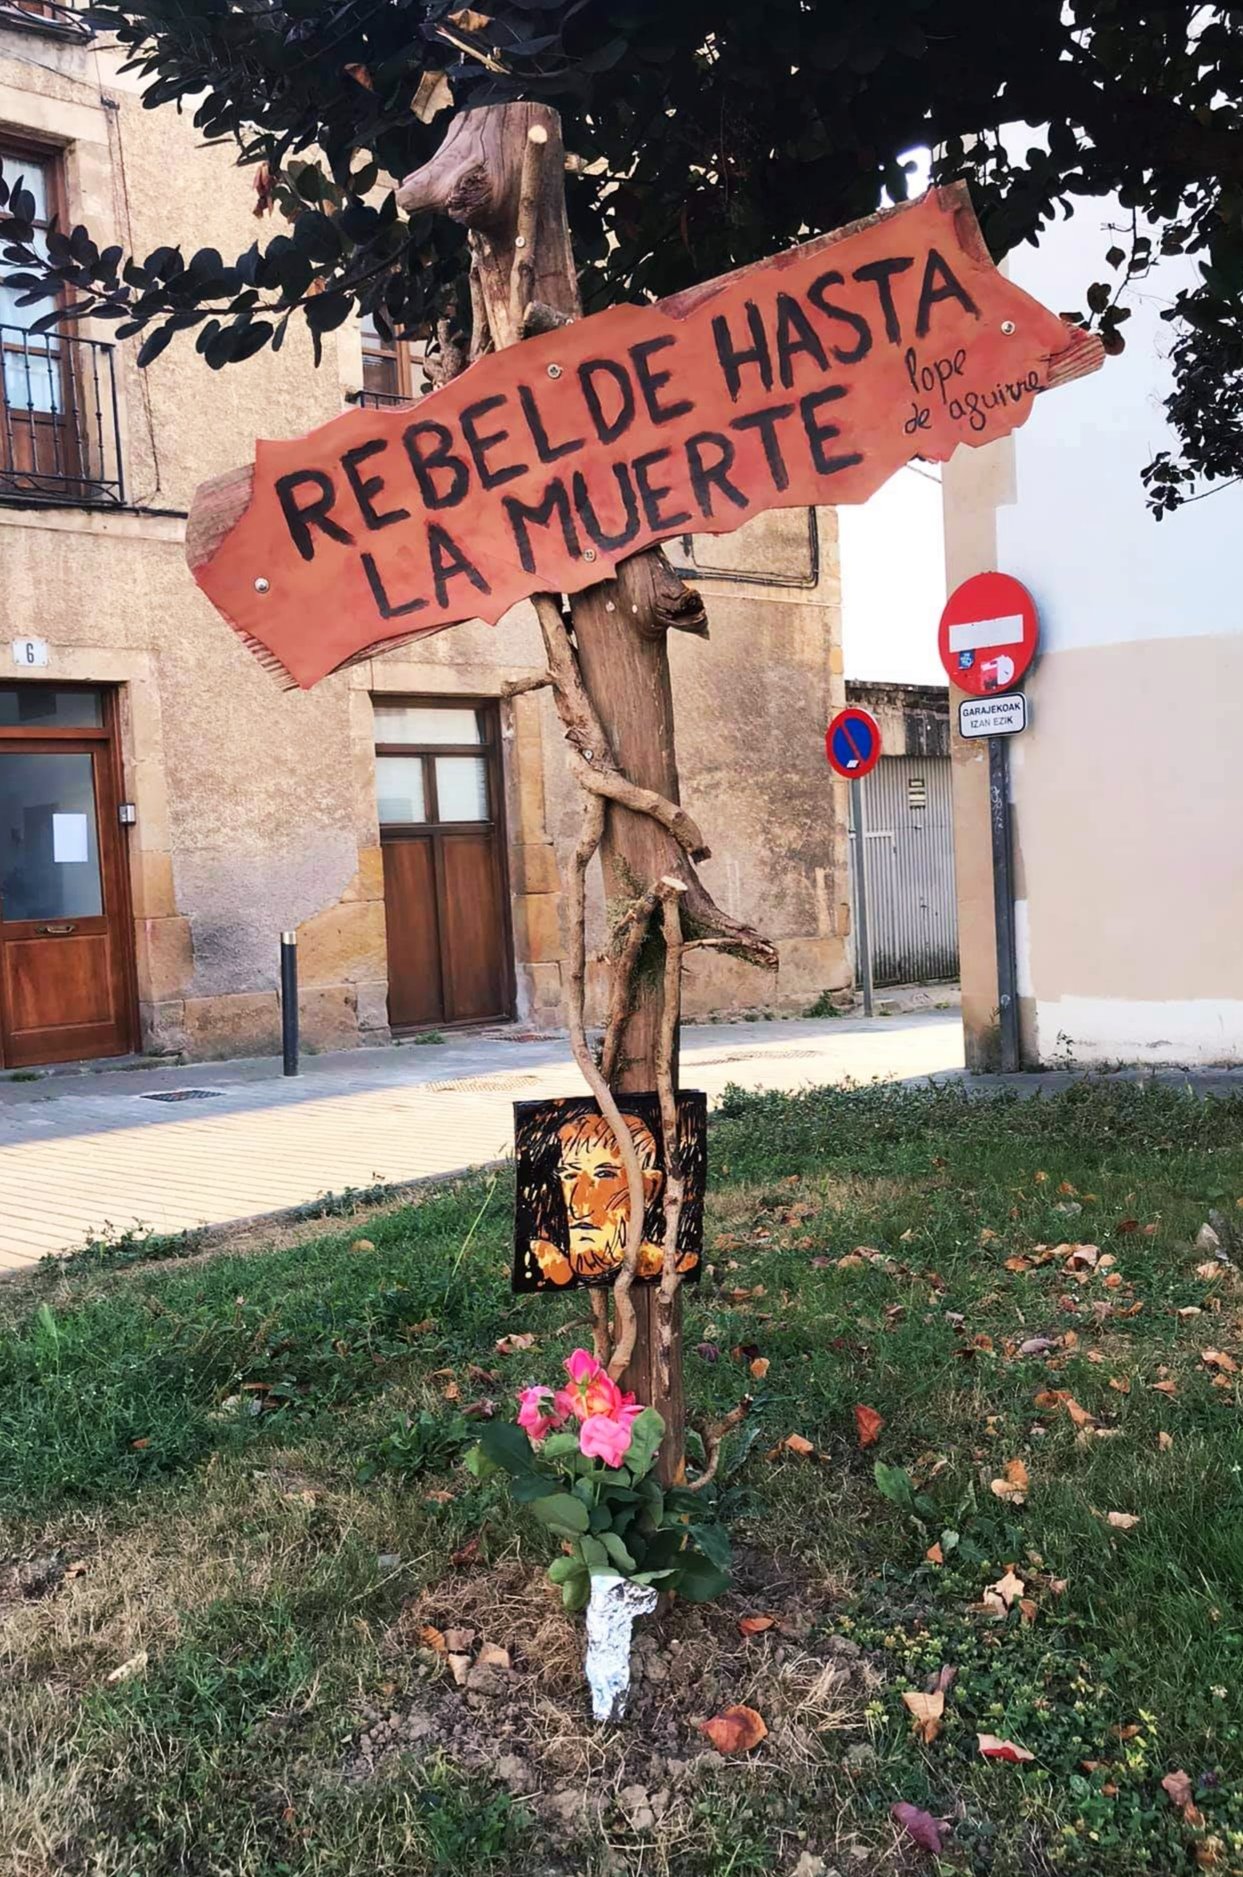 REBELDE HASTA
LA MUERTE
lope
de aguirre
6
GARAJEKOAK
IZAN EZIK